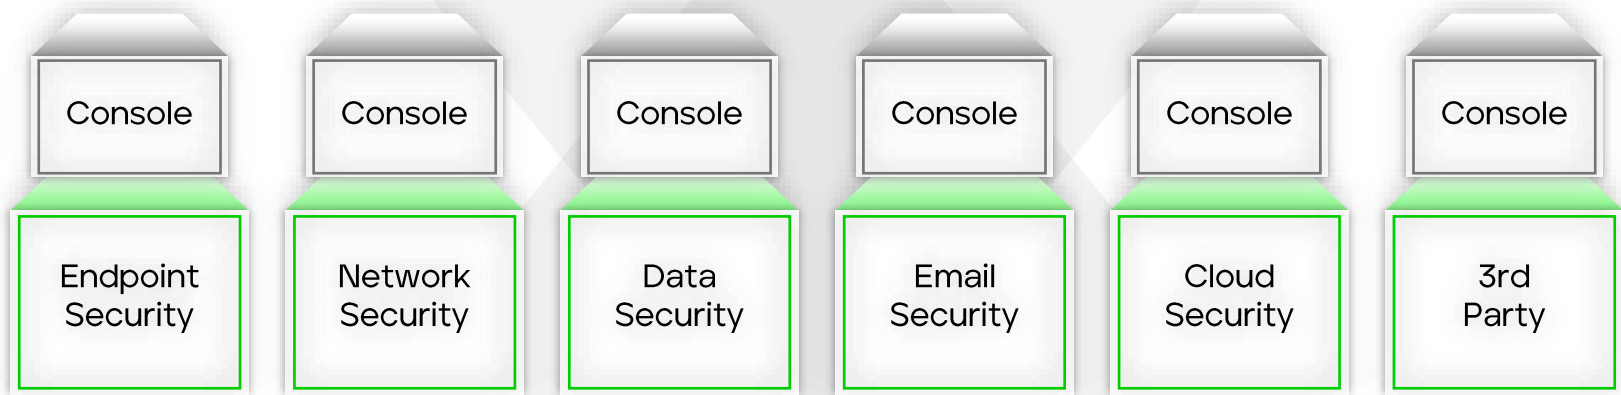 Console
Console
Console
Console
Console
Console
Endpoint
Security
Network
Security
Data
Security
Email
Security
Cloud
Security
3rd
Party